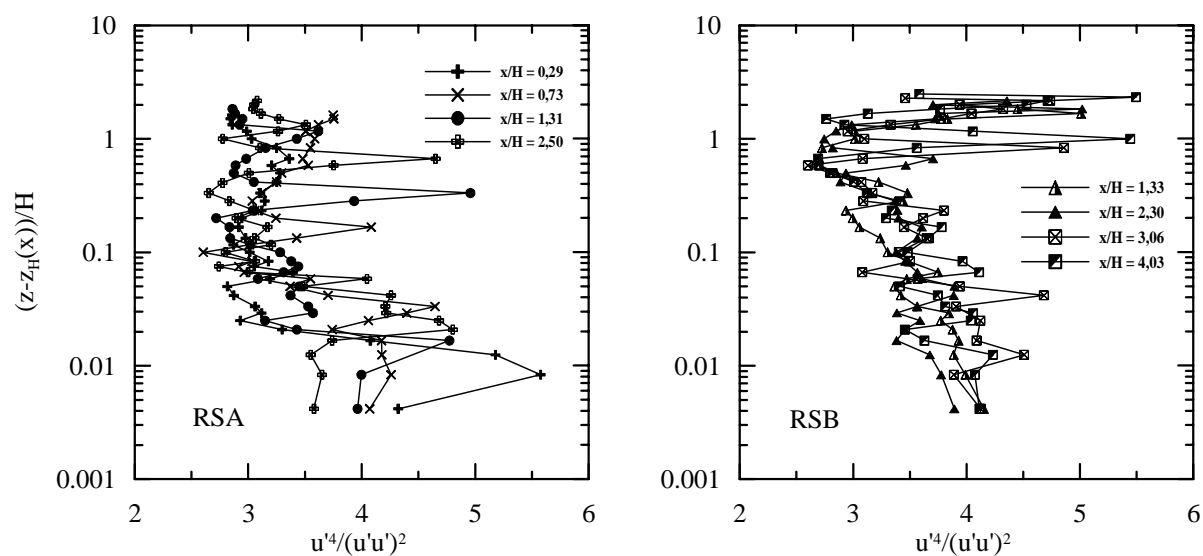 10
1
0.1
0.01
0.001
(z-z_H(x))/H
2 3 4 5 6
u'⁴/(u'u')²
x/H = 0,29
x/H = 0,73
x/H = 1,31
x/H = 2,50
RSA
10
1
0.1
0.01
0.001
2 3 4 5 6
u'⁴/(u'u')²
x/H = 1,33
x/H = 2,30
x/H = 3,06
x/H = 4,03
RSB